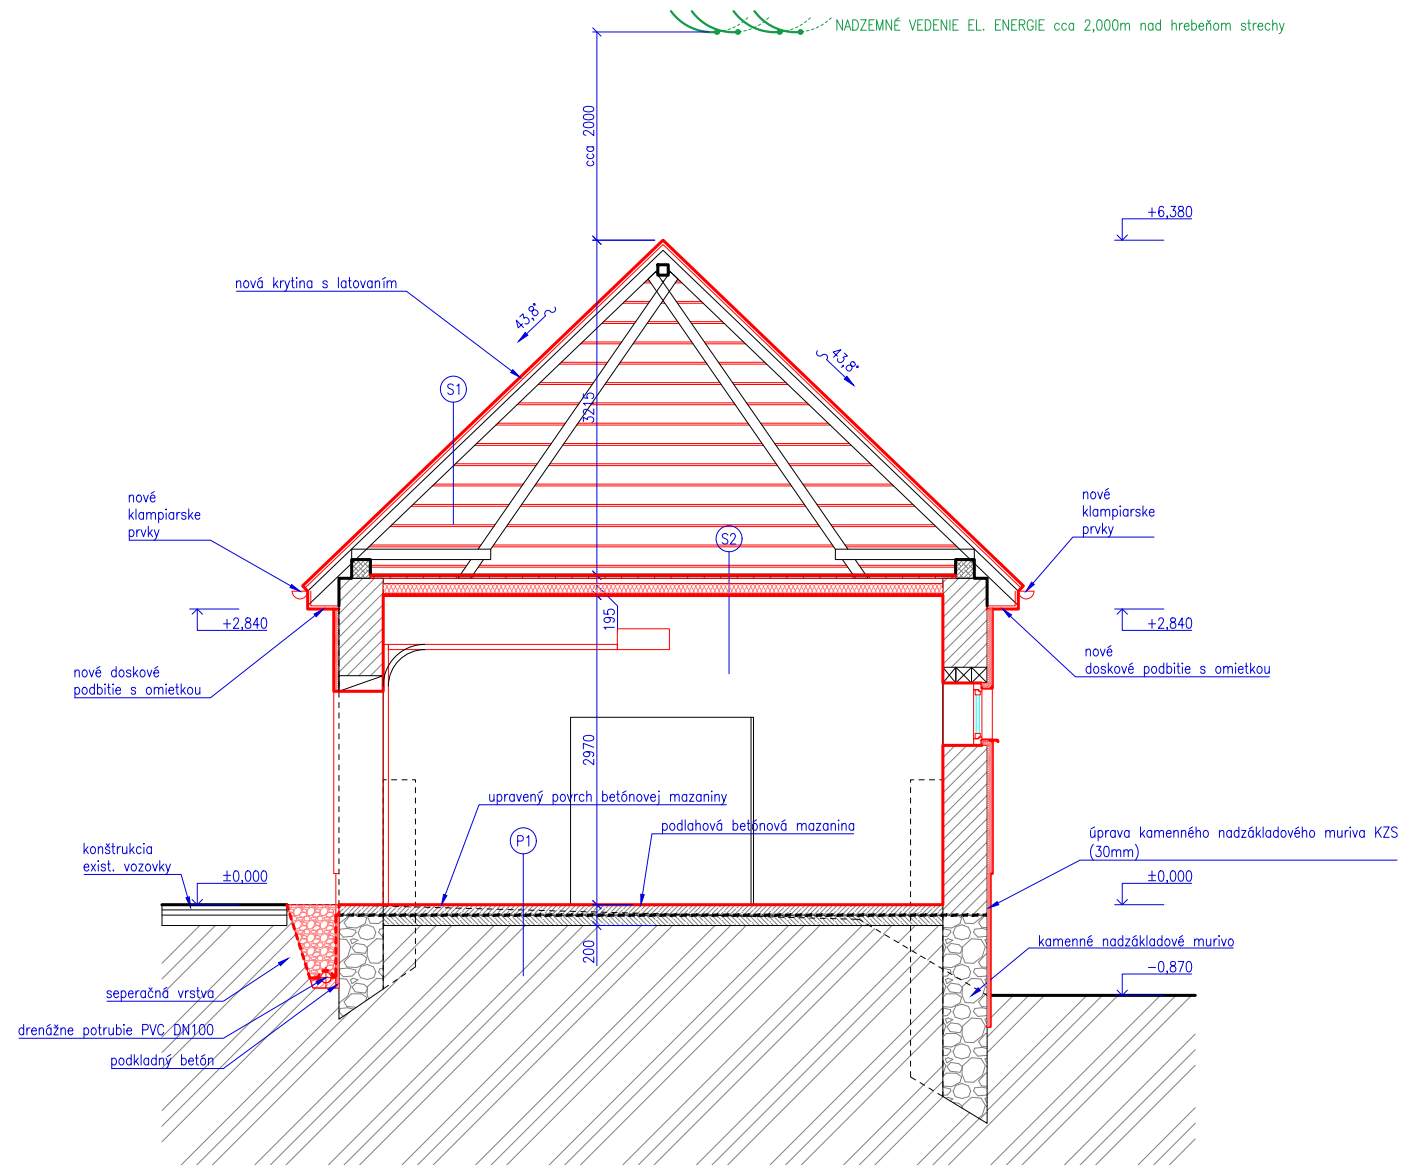 NADZEMNÉ VEDENIE EL. ENERGIE cca 2,000m nad hrebeňom strechy
cca 2000
+6,380
nová krytina s latovaním
43,8°
43,8°
S1
3215
nové
klampiarske
prvky
nové
klampiarske
prvky
S2
195
+2,840
+2,840
nové doskové
podbitie s omietkou
nové
doskové podbitie s omietkou
2970
upravený povrch betónovej mazaniny
podlahová betónová mazanina
P1
úprava kamenného nadzákladového muriva KZS
(30mm)
konštrukcia
exist. vozovky
±0,000
±0,000
200
kamenné nadzákladové murivo
-0,870
seperačná vrstva
drenážne potrubie PVC DN100
podkladný betón